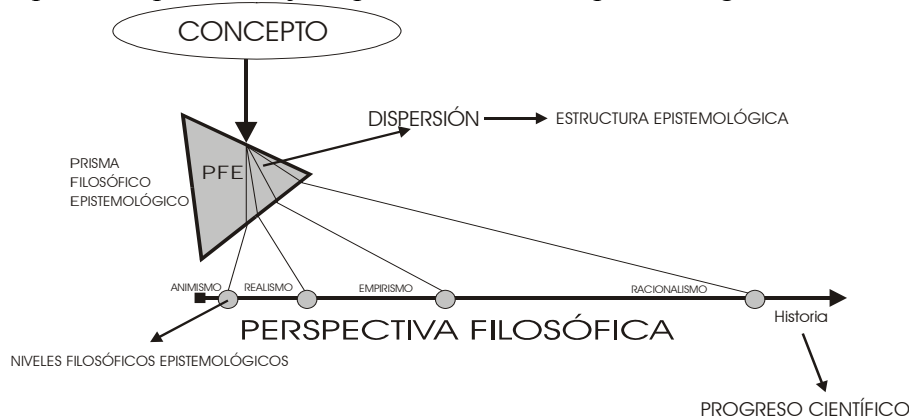 CONCEPTO
DISPERSIÓN
ESTRUCTURA EPISTEMOLÓGICA
PRISMA
FILOSÓFICO
EPISTEMOLÓGICO
PFE
ANIMISMO
REALISMO
EMPIRISMO
RACIONALISMO
Historia
PERSPECTIVA FILOSÓFICA
NIVELES FILOSÓFICOS EPISTEMOLÓGICOS
PROGRESO CIENTÍFICO